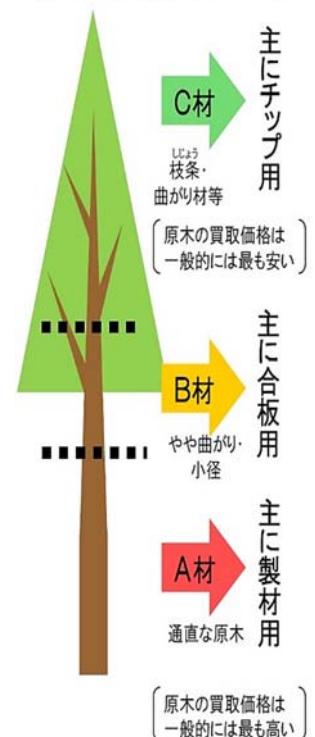 C材
しじょう
枝条・
曲がり材等
主にチップ用
原木の買取価格は
一般的には最も安い
B材
やや曲がり・
小径
主に合板用
A材
通直な原木
主に製材用
原木の買取価格は
一般的には最も高い